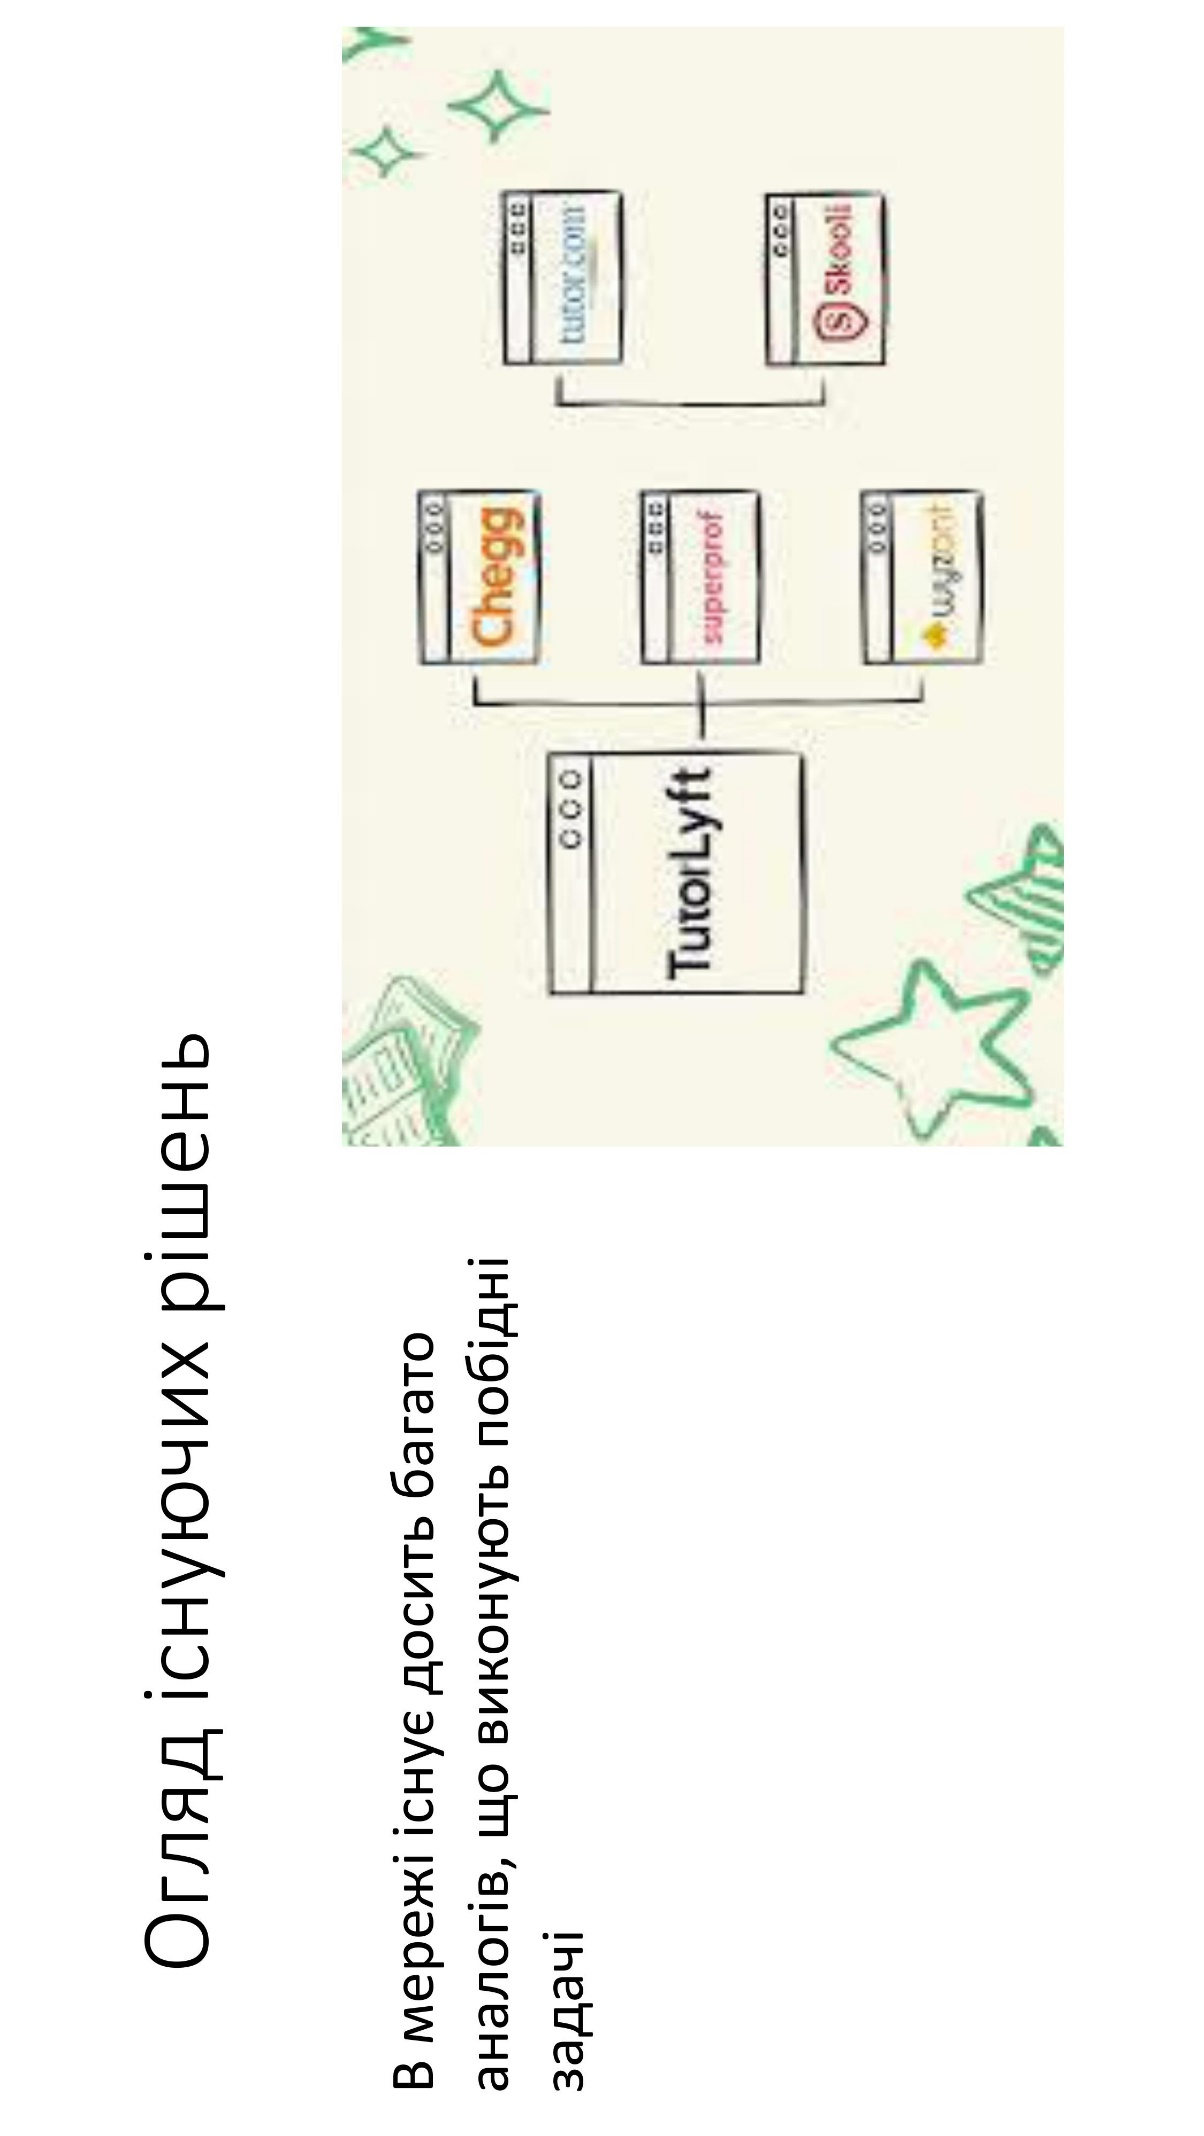 Огляд існуючих рішень
В мережі існує досить багато
аналогів, що виконують побідні
задачі
TutorLyft
Chegg
superprof
wyzant
tutor.com
Skooli